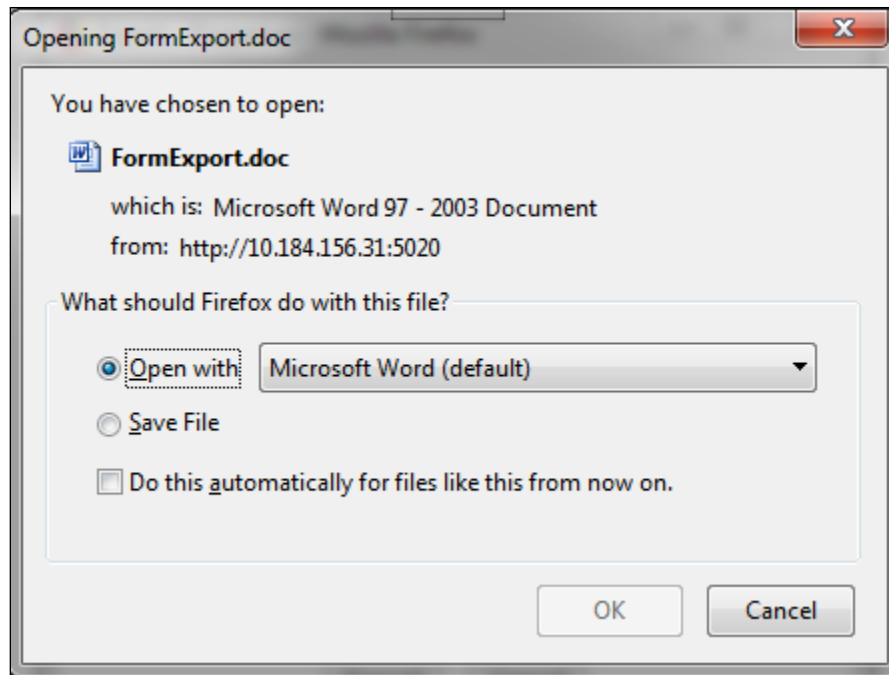 Opening FormExport.doc
You have chosen to open:
FormExport.doc
which is: Microsoft Word 97 - 2003 Document
from: http://10.184.156.31:5020
What should Firefox do with this file?
Open with Microsoft Word (default)
Save File
Do this automatically for files like this from now on.
OK Cancel